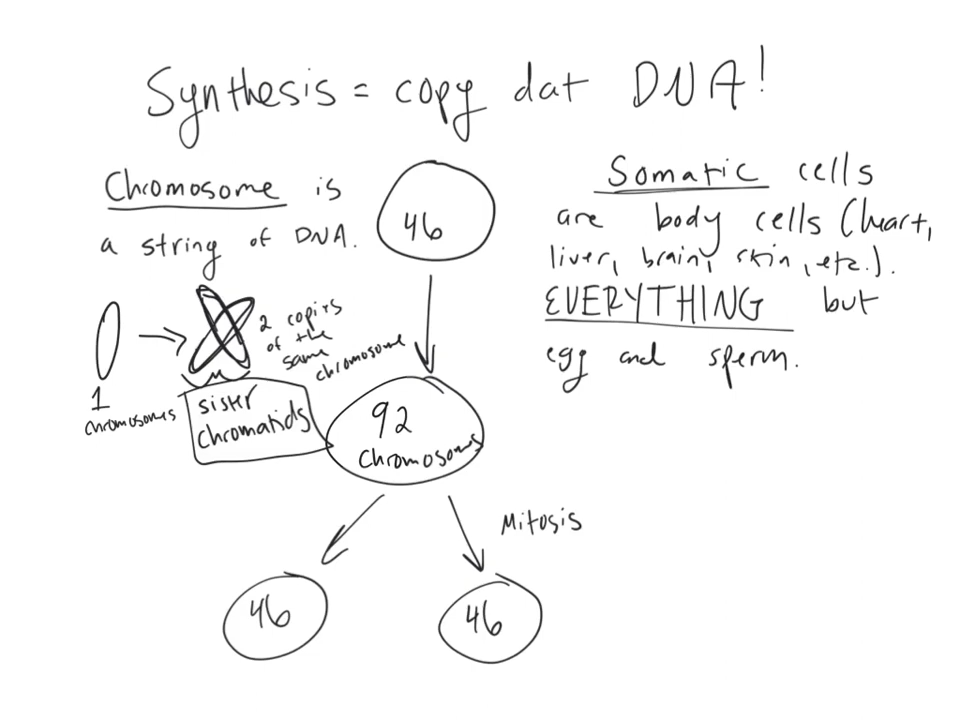 Synthesis = copy dat DNA!
Chromosome is
a string of DNA.
46
Somatic cells
are body cells (heart,
liver, brain, skin, etc.).
EVERYTHING but
egg and sperm.
1
chromosomes
2 copies
of the
same
chromosome
sister
chromatids
92
chromosomes
Mitosis
46
46